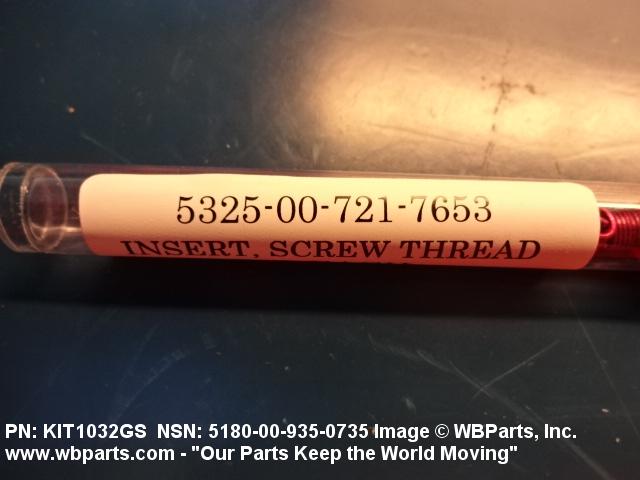 5325-00-721-7653
INSERT, SCREW THREAD
PN: KIT1032GS NSN: 5180-00-935-0735 Image © WBParts, Inc.
www.wbparts.com - "Our Parts Keep the World Moving"